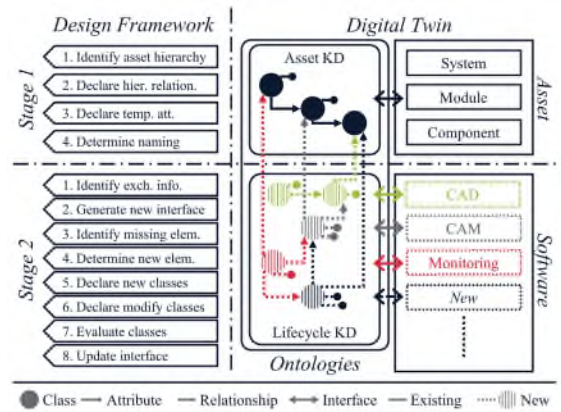 Design Framework
Digital Twin
Stage 1
1. Identify asset hierarchy
2. Declare hier. relation.
3. Declare temp. att.
4. Determine naming
Asset KD
System
Module
Component
Asset
Stage 2
1. Identify exch. info.
2. Generate new interface
3. Identify missing elem.
4. Determine new elem.
5. Declare new classes
6. Declare modify classes
7. Evaluate classes
8. Update interface
Lifecycle KD
Ontologies
CAD
CAM
Monitoring
New
Software
Class
Attribute
Relationship
Interface
Existing
New